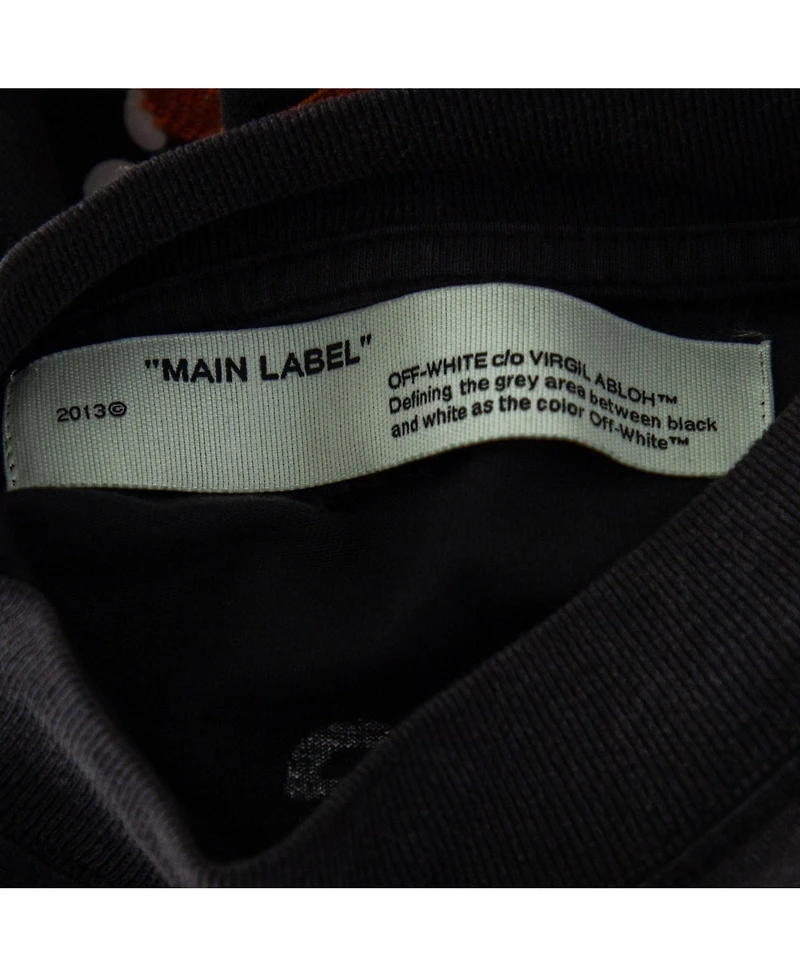 "MAIN LABEL"
2013©
OFF-WHITE c/o VIRGIL ABLOH™
Defining the grey area between black
and white as the color Off-White™